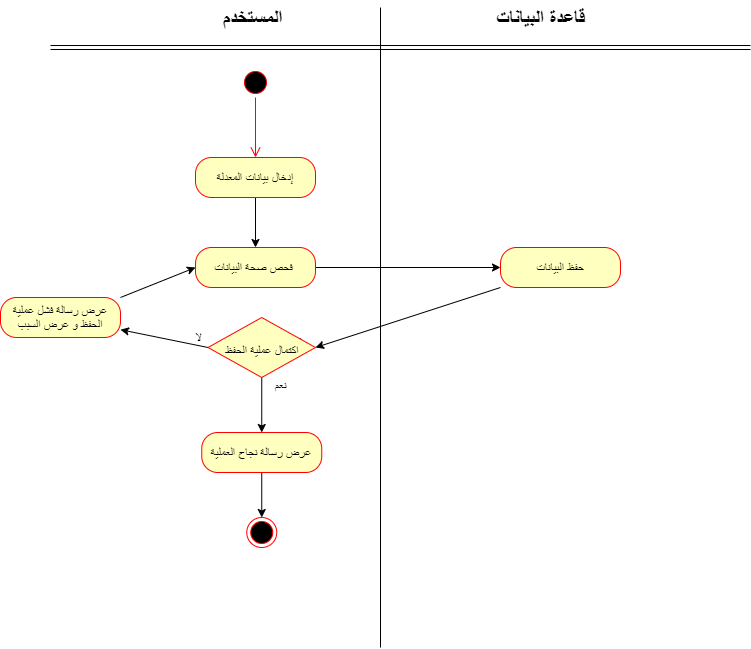 المستخدم
قاعدة البيانات
إدخال بيانات المعدلة
فحص صحة البيانات
حفظ البيانات
عرض رسالة فشل عملية
الحفظ و عرض السبب
لا
اكتمال عملية الحفظ
نعم
عرض رسالة نجاح العملية